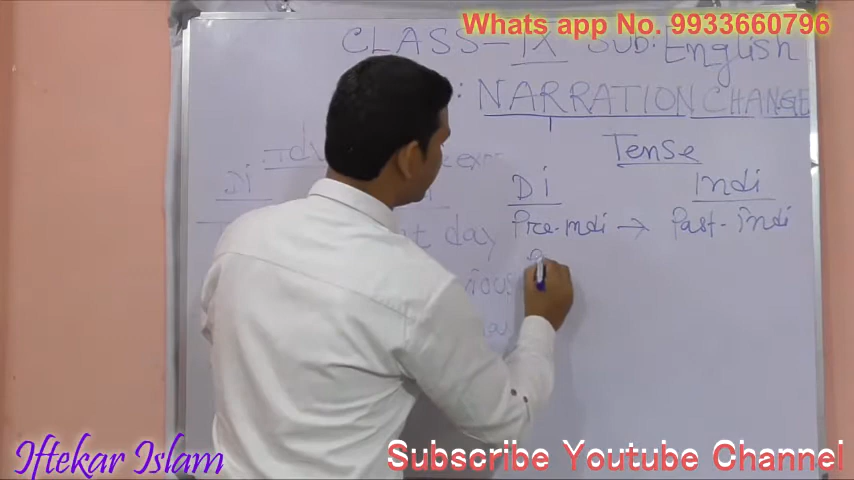 Whats app No. 9933660796
CLASS - IX SUB: English
: NARRATION CHANGE
Tense
Di
DI Indi
Pre-indi → Past-indi
day
Iftekar Islam
Subscribe Youtube Channel